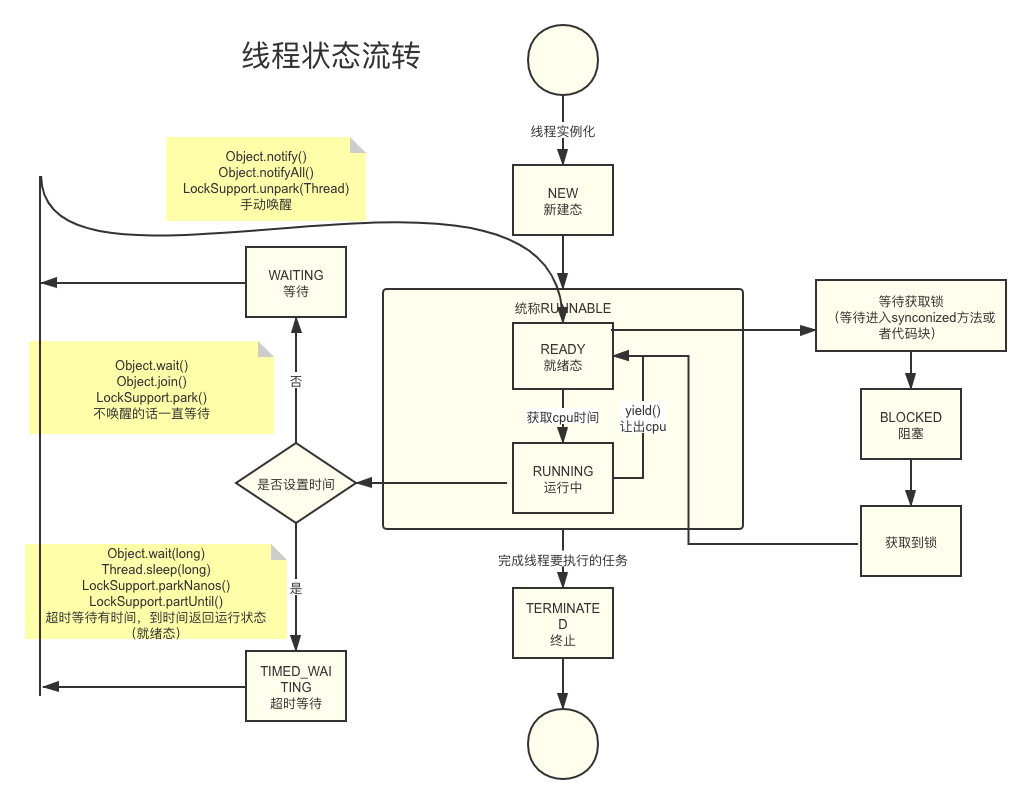 线程状态流转
线程实例化
Object.notify()
Object.notifyAll()
LockSupport.unpark(Thread)
手动唤醒
NEW
新建态
WAITING
等待
统称RUNNABLE
READY
就绪态
等待获取锁
（等待进入synconized方法或
者代码块）
Object.wait()
Object.join()
LockSupport.park()
不唤醒的话一直等待
否
获取cpu时间
yield()
让出cpu
BLOCKED
阻塞
是否设置时间
RUNNING
运行中
获取到锁
Object.wait(long)
Thread.sleep(long)
LockSupport.parkNanos()
LockSupport.partUntil()
超时等待有时间，到时间返回运行状态
（就绪态）
是
完成线程要执行的任务
TERMINATE
D
终止
TIMED_WAI
TING
超时等待